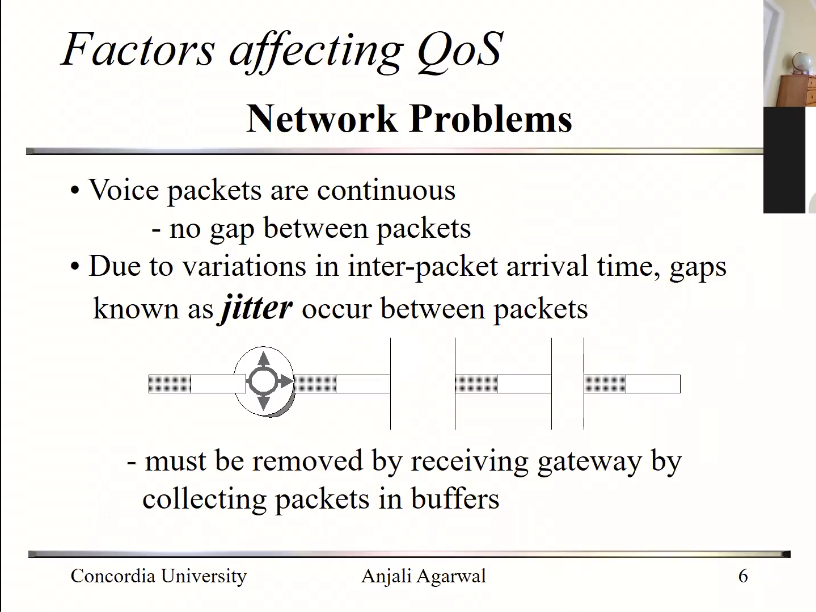 Factors affecting QoS
Network Problems
• Voice packets are continuous
- no gap between packets
• Due to variations in inter-packet arrival time, gaps
known as jitter occur between packets
- must be removed by receiving gateway by
collecting packets in buffers
Concordia University Anjali Agarwal 6